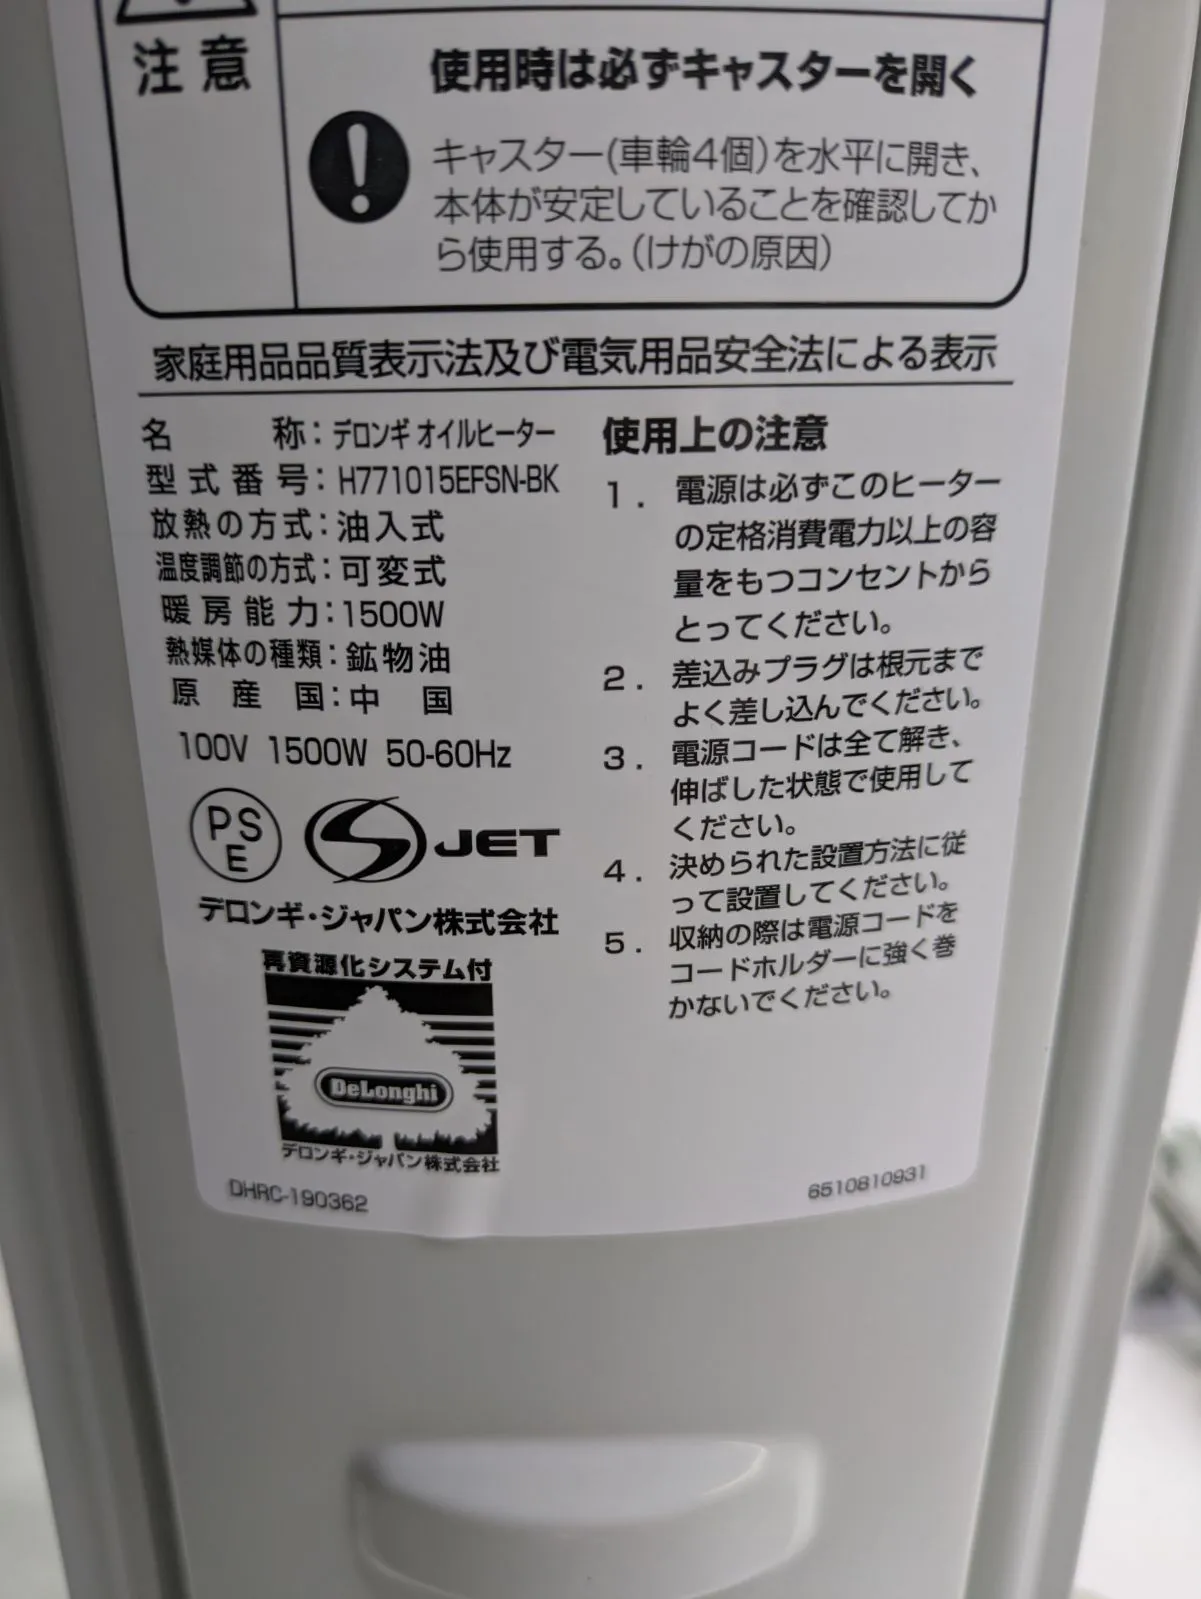 注意
使用時は必ずキャスターを開く
キャスター(車輪4個)を水平に開き、
本体が安定していることを確認してか
ら使用する。(けがの原因)
家庭用品品質表示法及び電気用品安全法による表示
名称:デロンギ オイルヒーター
型式番号:H771015EFSN-BK
放熱の方式:油入式
温度調節の方式:可変式
暖房能力:1500W
熱媒体の種類:鉱物油
原産国:中国
100V 1500W 50-60Hz
PS
E
S JET
デロンギ・ジャパン株式会社
再資源化システム付
DeLonghi
デロンギ・ジャパン株式会社
DHRC-190362
使用上の注意
1. 電源は必ずこのヒーター
の定格消費電力以上の容
量をもつコンセントから
とってください。
2. 差込みプラグは根元まで
よく差し込んでください。
3. 電源コードは全て解き、
伸ばした状態で使用して
ください。
4. 決められた設置方法に従
って設置してください。
5. 収納の際は電源コードを
コードホルダーに強く巻
かないでください。
6510810931